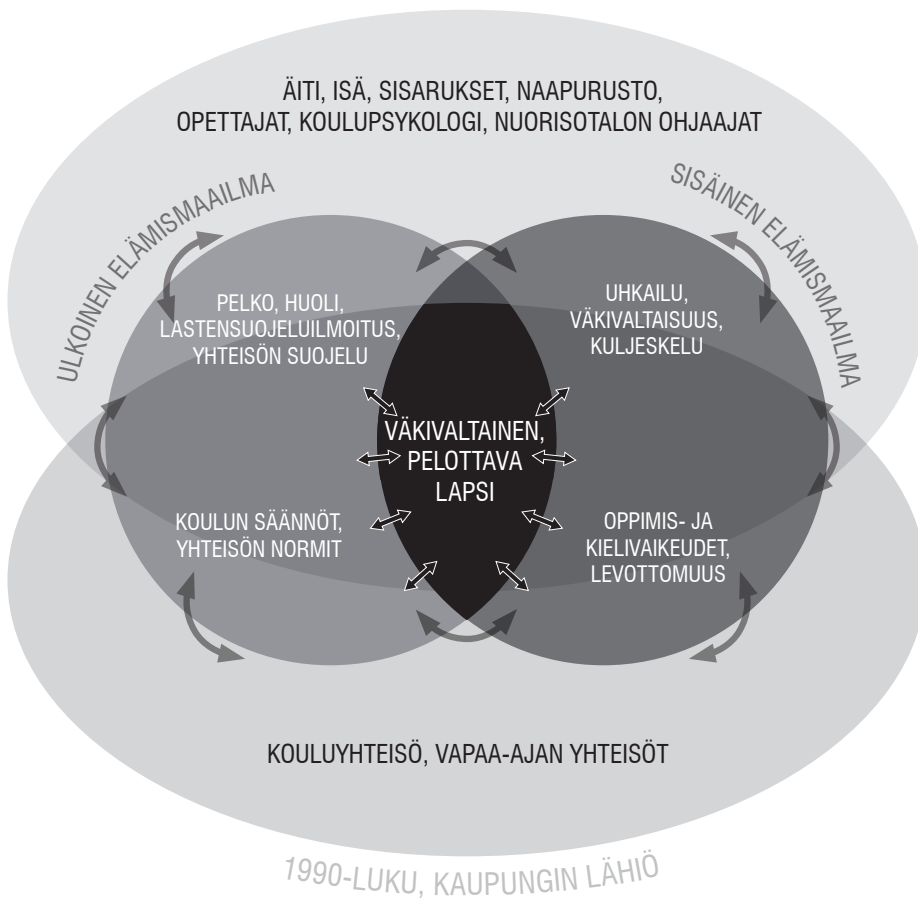 ÄITI, ISÄ, SISARUKSET, NAAPURUSTO,
OPETTAJAT, KOULUPSYKOLOGI, NUORISOTALON OHJAAJAT
ULKOINEN ELÄMISMAAILMA
SISÄINEN ELÄMISMAAILMA
PELKO, HUOLI,
LASTENSUOJELUILMOITUS,
YHTEISÖN SUOJELU
UHKAILU,
VÄKIVALTAISUUS,
KULJESKELU
VÄKIVALTAINEN,
PELOTTAVA
LAPSI
KOULUN SÄÄNNÖT,
YHTEISÖN NORMIT
OPPIMIS- JA
KIELIVAIKEUDET,
LEVOTTOMUUS
KOULUYHTEISÖ, VAPAA-AJAN YHTEISÖT
1990-LUKU, KAUPUNGIN LÄHIÖ